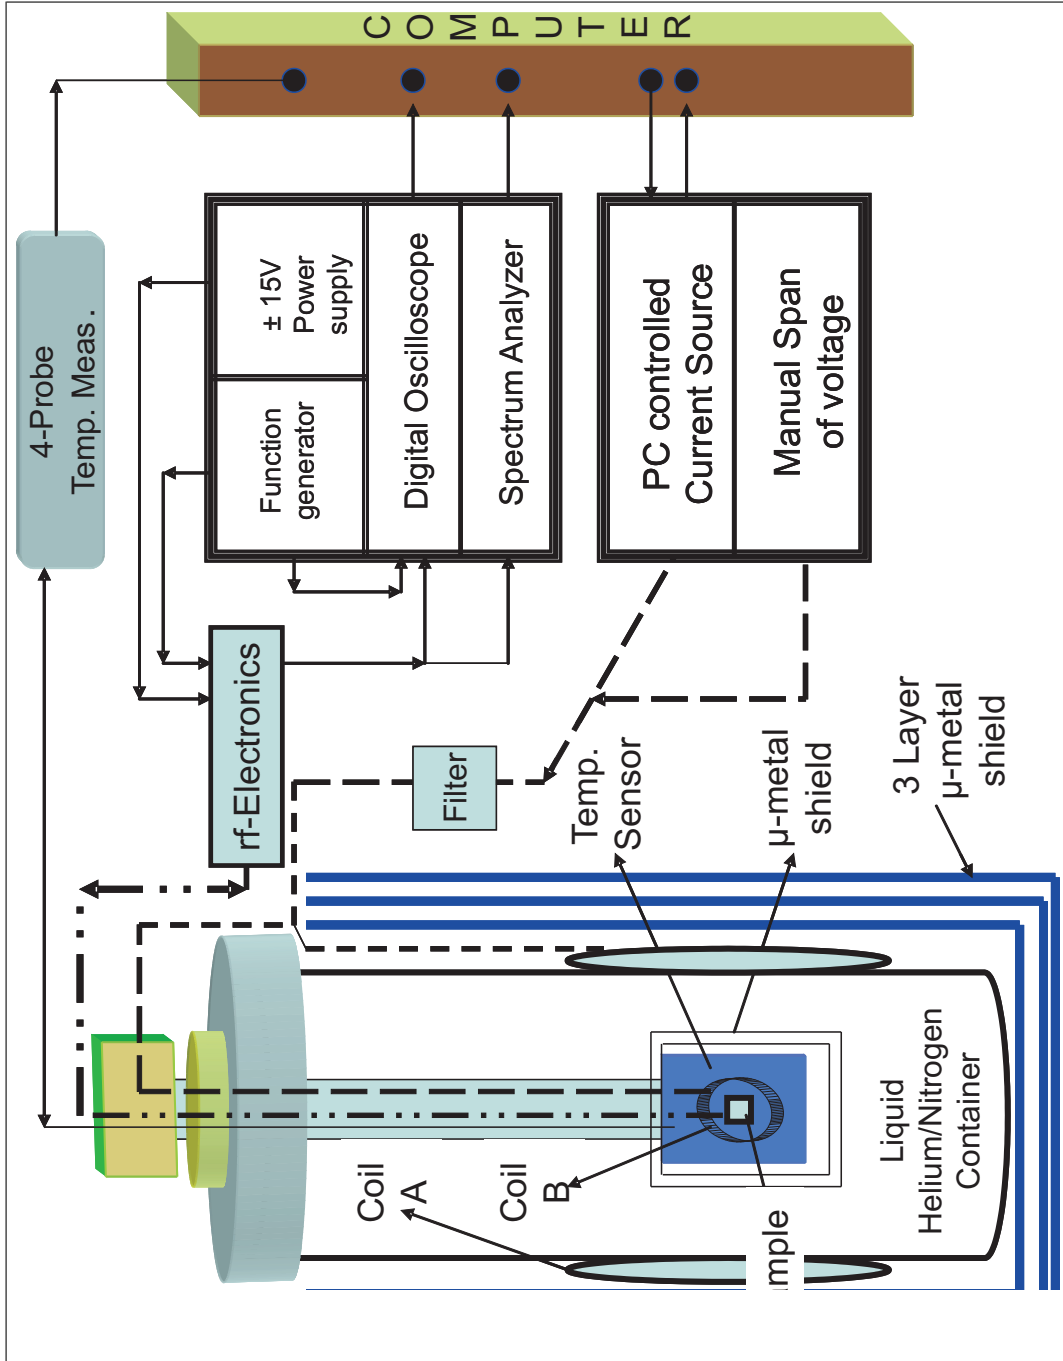 COMPUTER
4-Probe
Temp. Meas.
± 15V
Power
supply
Function
generator
Digital Oscilloscope
Spectrum Analyzer
PC controlled
Current Source
Manual Span
of voltage
rf-Electronics
Filter
Temp.
Sensor
µ-metal
shield
3 Layer
µ-metal
shield
Coil
A
Coil
B
mple
Liquid
Helium/Nitrogen
Container